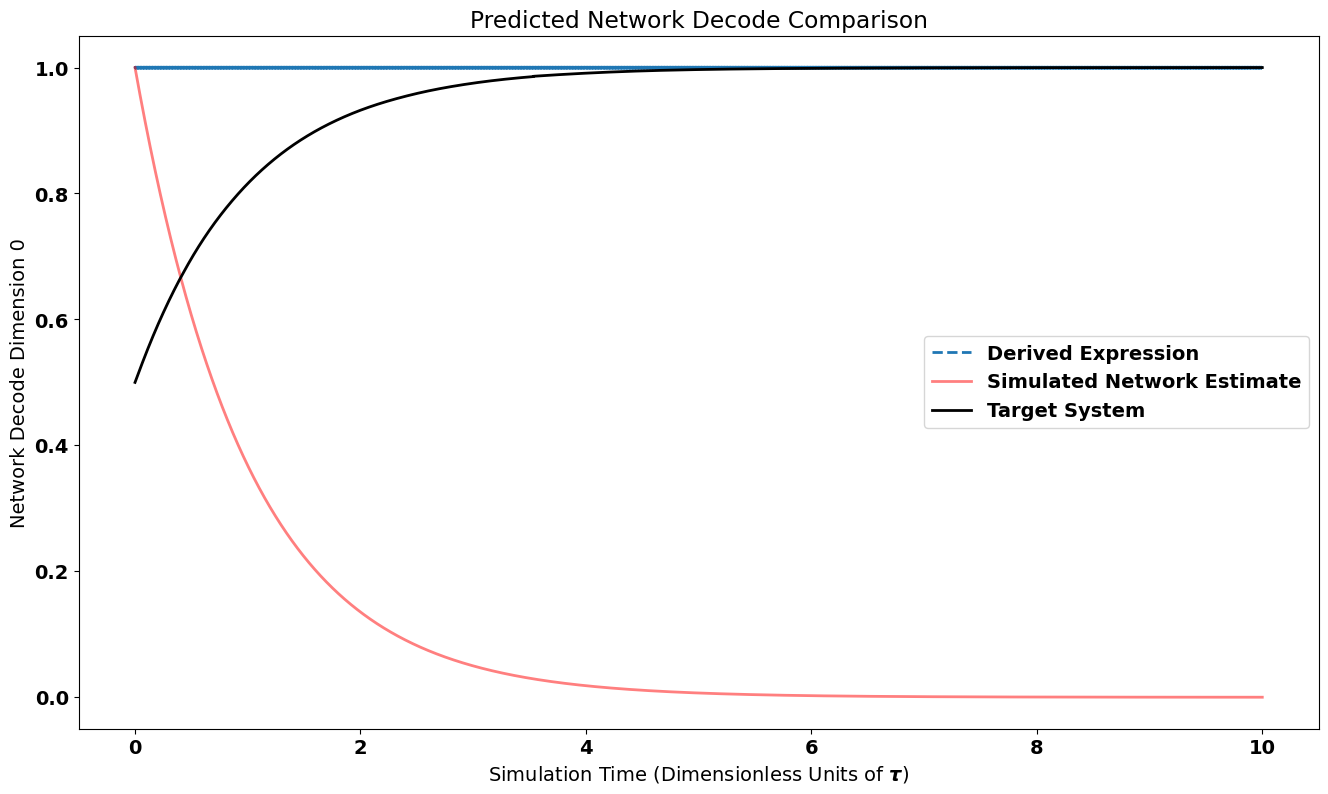 Predicted Network Decode Comparison
Network Decode Dimension 0
1.0
0.8
0.6
0.4
0.2
0.0
Derived Expression
Simulated Network Estimate
Target System
0 2 4 6 8 10
Simulation Time (Dimensionless Units of τ)